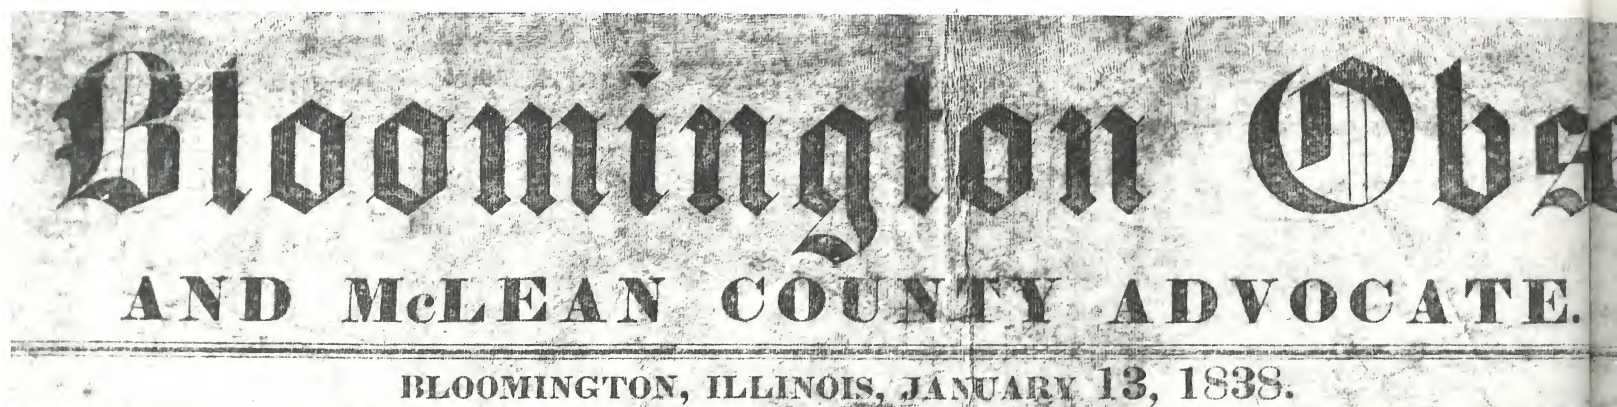 Bloomington Obs
AND McLEAN COUNTY ADVOCATE.
BLOOMINGTON, ILLINOIS, JANUARY 13, 1838.